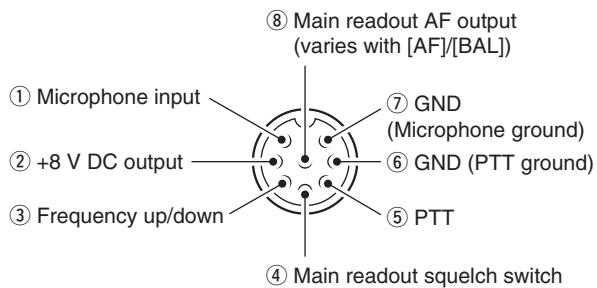 ⑧ Main readout AF output
(varies with [AF]/[BAL])
① Microphone input
② +8 V DC output
③ Frequency up/down
④ Main readout squelch switch
⑤ PTT
⑥ GND (PTT ground)
⑦ GND
(Microphone ground)